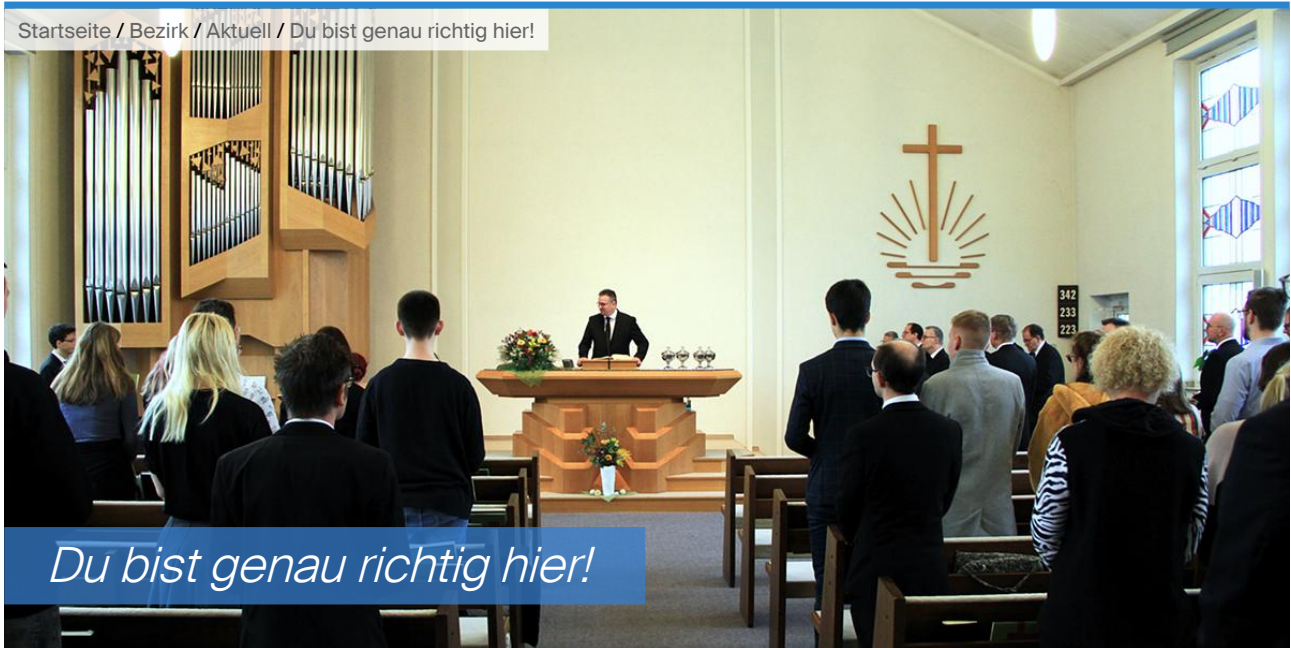 Startseite / Bezirk / Aktuell / Du bist genau richtig hier!
342
233
223
Du bist genau richtig hier!